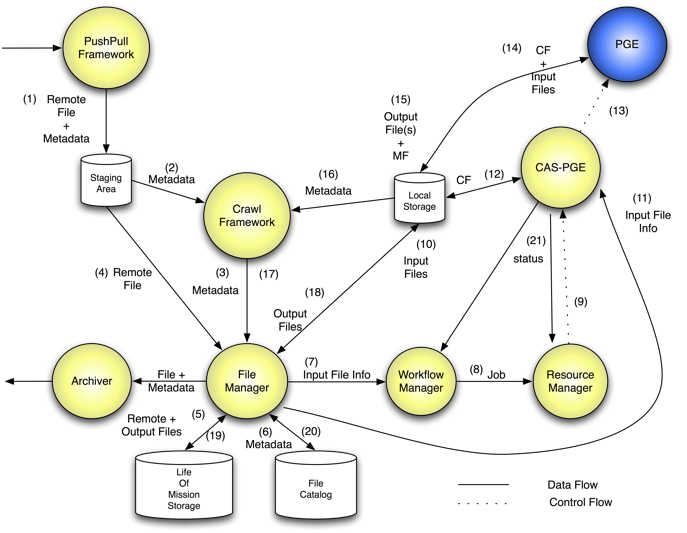 PushPull
Framework
PGE
(1)
Remote
File
+
Metadata
(14)
CF
+
Input
Files
(13)
(15)
Output
File(s)
+
MF
Staging
Area
(2)
Metadata
Crawl
Framework
(16)
Metadata
Local
Storage
CF
(12)
CAS-PGE
(11)
Input File
Info
(4)
Remote
File
(3)
(17)
Metadata
(10)
Input
Files
(18)
Output
Files
(21)
status
(9)
Archiver
File +
Metadata
File
Manager
(7)
Input File Info
Workflow
Manager
(8)
Job
Resource
Manager
Remote +
Output Files
(5)
(19)
(6)
Metadata
(20)
Life
Of
Mission
Storage
File
Catalog
Data Flow
Control Flow